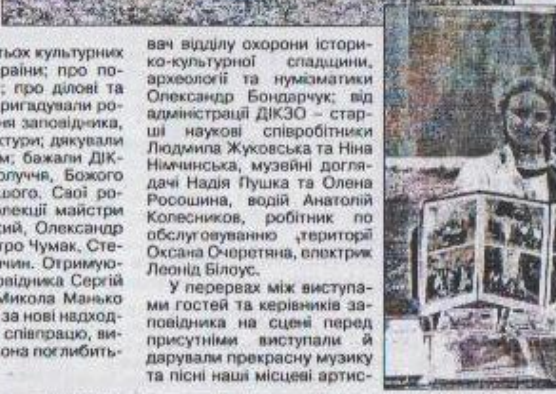 тьох культурних
раїни; про по-
; про ділові та
ригадували ро-
ня заповідника,
ктури; дякували
м; бажали ДІК-
олуччя, Божого
шого. Свої ро-
лекції майстри
кий, Олександр
тро Чумак, Сте-
чин. Отримую-
овідника Сергій
Микола Манько
за нові надход-
співпрацю, ви-
она поглибить-
вач відділу охорони істори-
ко-культурної спадщини,
археології та нумізматики
Олександр Бондарчук; від
адміністрації ДІКЗО – стар-
ші наукові співробітники
Людмила Жуковська та Ніна
Німчинська, музейні догля-
дачі Надія Пушка та Олена
Росошина, водій Анатолій
Колесников, робітник по
обслуговуванню території
Оксана Очеретяна, електрик
Леонід Білоус.
У перервах між виступа-
ми гостей та керівників за-
повідника на сцені перед
присутніми виступали й
дарували прекрасну музику
та пісні наші місцеві артис-